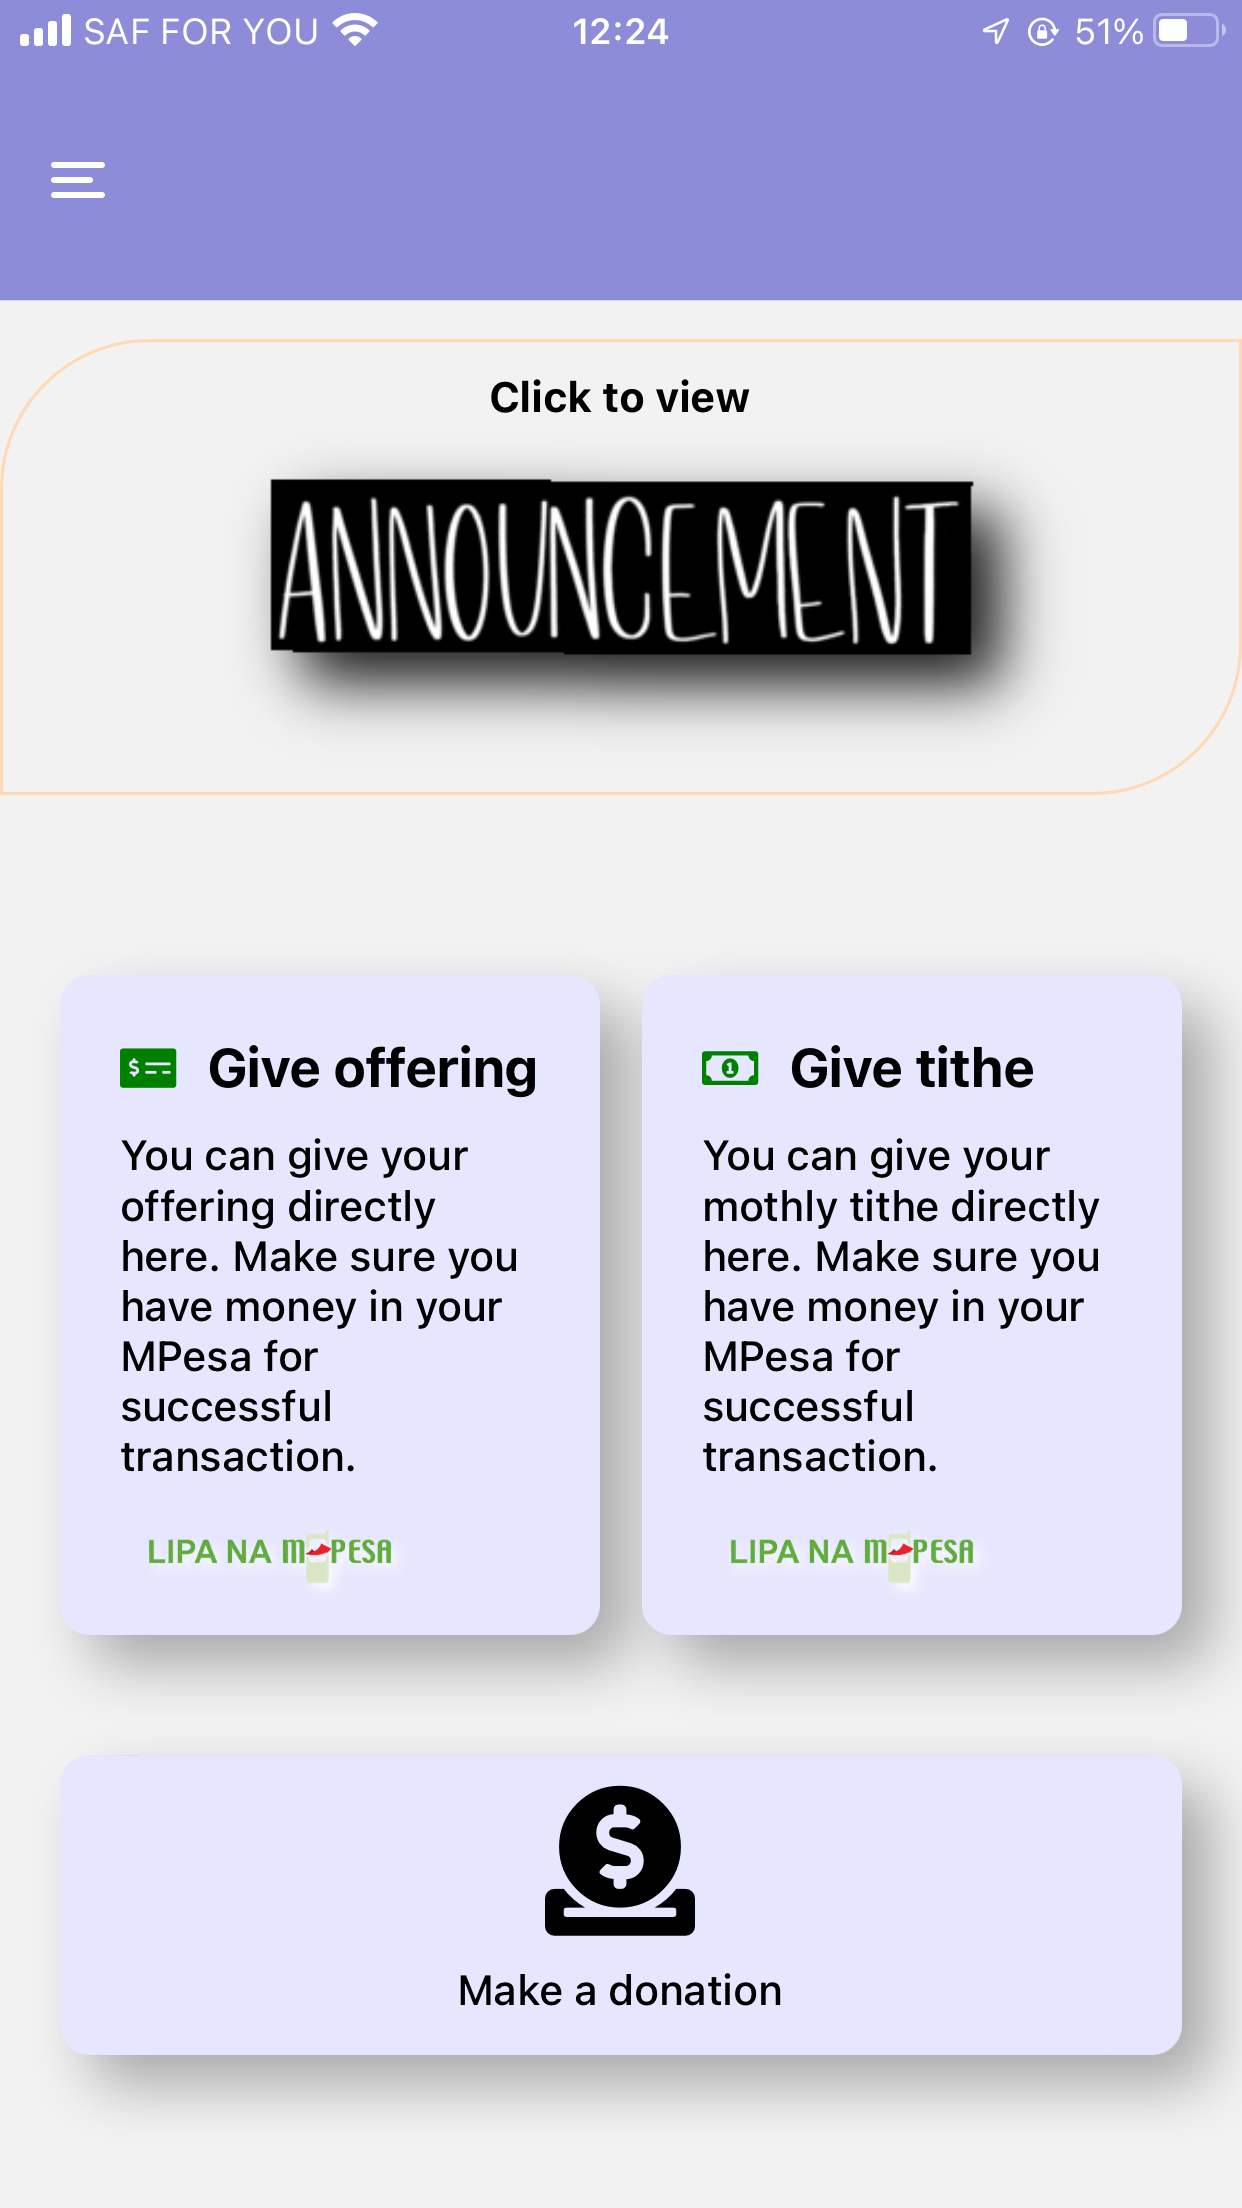 SAF FOR YOU 12:24 51%
Click to view
ANNOUNCEMENT
Give offering
You can give your
offering directly
here. Make sure you
have money in your
MPesa for
successful
transaction.
LIPA NA M PESA
Give tithe
You can give your
mothly tithe directly
here. Make sure you
have money in your
MPesa for
successful
transaction.
LIPA NA M PESA
$
Make a donation